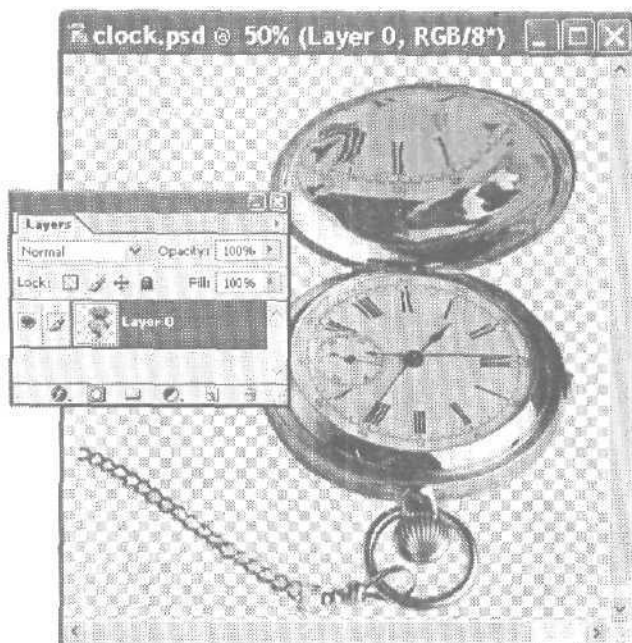 clock.psd @ 50% (Layer 0, RGB/8*)
Layers
Normal Opacity: 100%
Lock: Fill: 100%
Layer 0